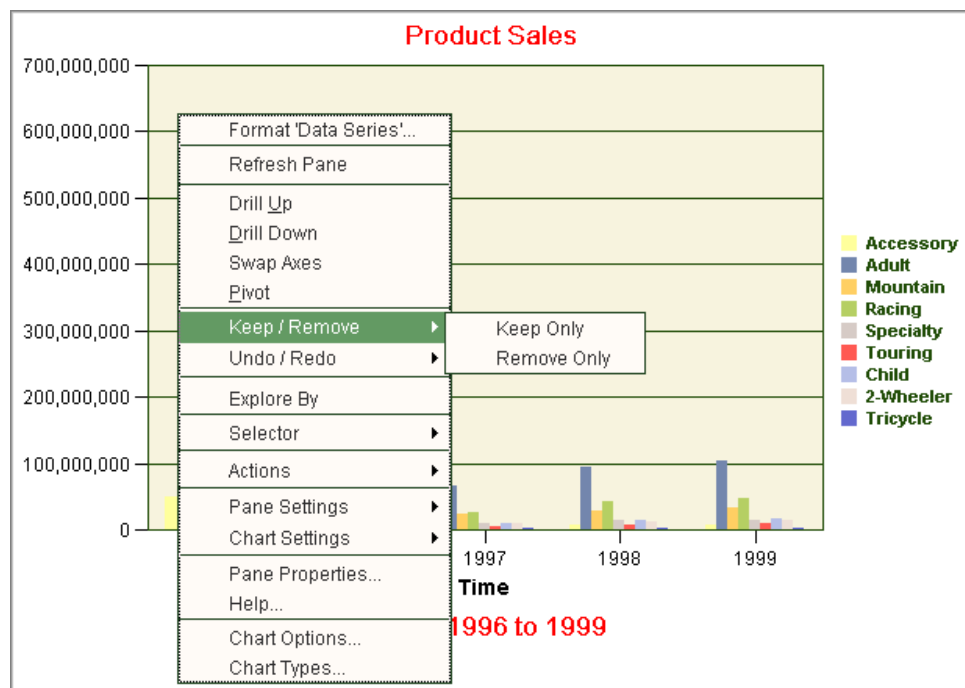 Product Sales
700,000,000
600,000,000
500,000,000
400,000,000
300,000,000
200,000,000
100,000,000
0
Format 'Data Series'...
Refresh Pane
Drill Up
Drill Down
Swap Axes
Pivot
Keep / Remove
Undo / Redo
Explore By
Selector
Actions
Pane Settings
Chart Settings
Pane Properties...
Help...
Chart Options...
Chart Types...
Keep Only
Remove Only
Accessory
Adult
Mountain
Racing
Specialty
Touring
Child
2-Wheeler
Tricycle
1997
1998
1999
Time
1996 to 1999